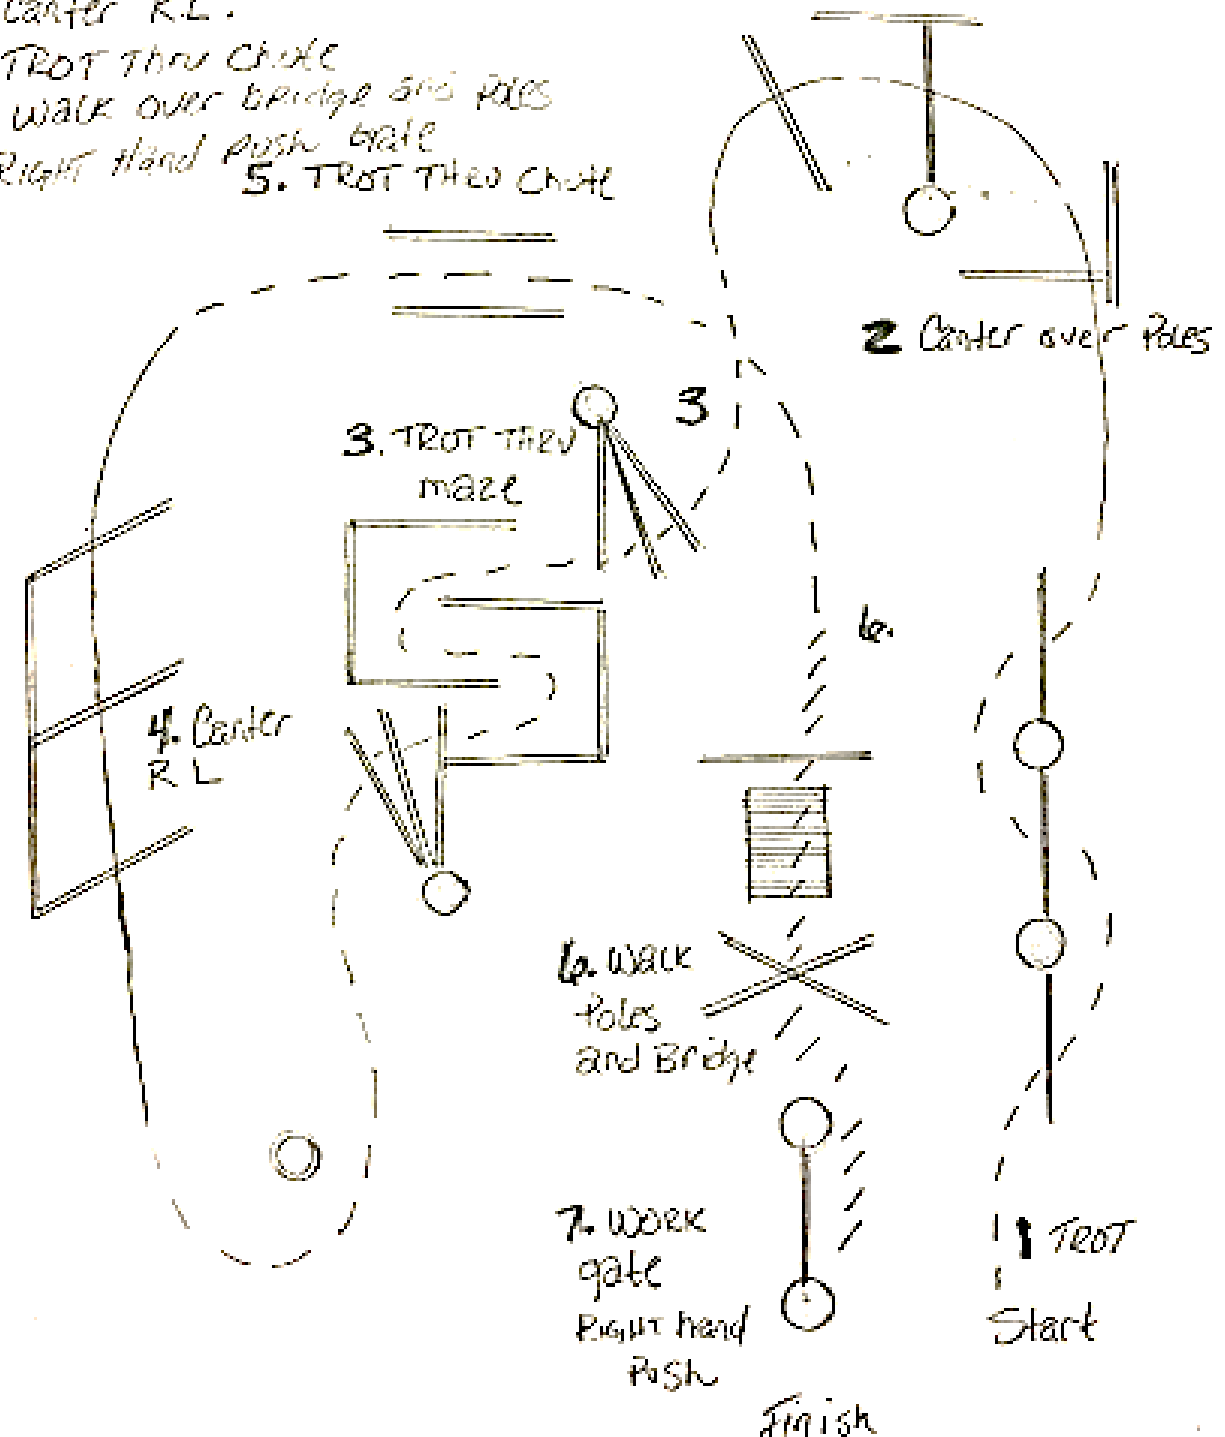 Canter R.L.
TROT Thru Chute
Walk over bridge and Poles
RIGHT Hand Push Gate
5. TROT THRU Chute
2 Canter over Poles
3
3. TROT THRU
maze
6.
4. Canter
R L
6. Walk
Poles
and Bridge
7. WORK
gate
RIGHT hand
Push
1 TROT
Start
Finish